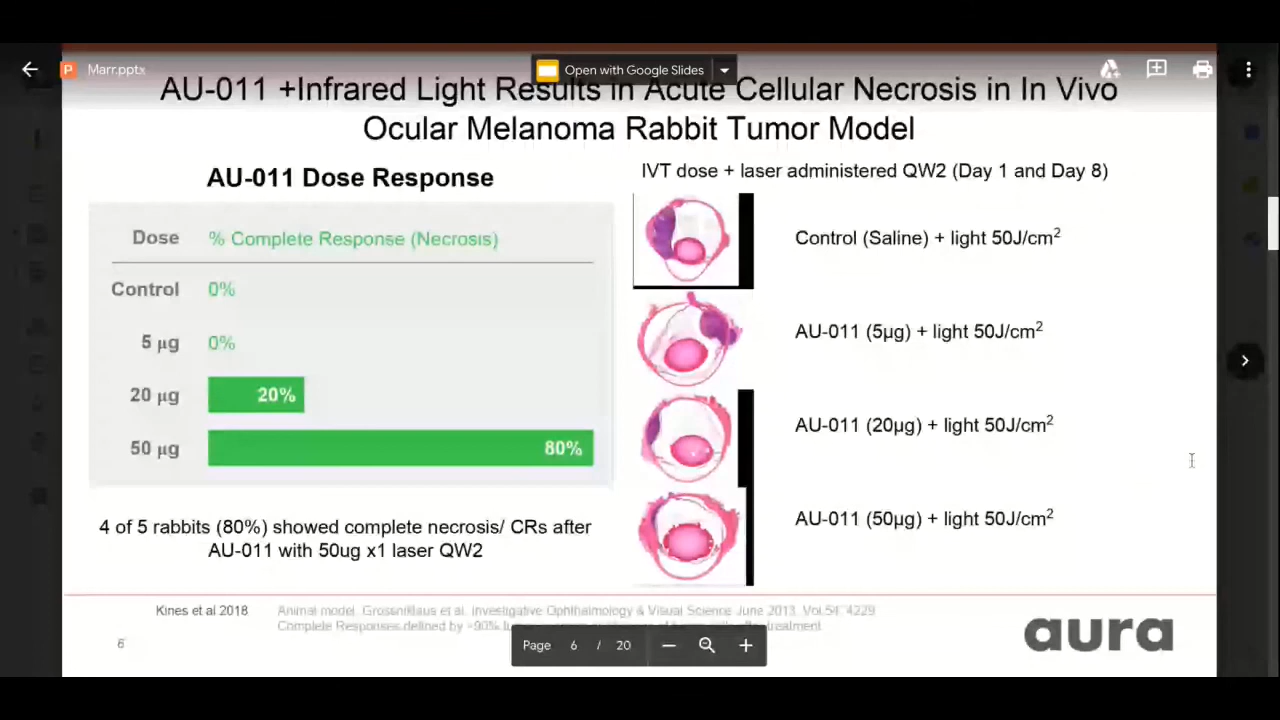 Marr.pptx
Open with Google Slides
AU-011 +Infrared Light Results in Acute Cellular Necrosis in In Vivo
Ocular Melanoma Rabbit Tumor Model
AU-011 Dose Response
Dose % Complete Response (Necrosis)
Control 0%
5 µg 0%
20 µg 20%
50 µg 80%
4 of 5 rabbits (80%) showed complete necrosis/ CRs after
AU-011 with 50ug x1 laser QW2
IVT dose + laser administered QW2 (Day 1 and Day 8)
Control (Saline) + light 50J/cm²
AU-011 (5µg) + light 50J/cm²
AU-011 (20µg) + light 50J/cm²
AU-011 (50µg) + light 50J/cm²
Kines et al 2018
Animal model. Grossniklaus et al. Investigative Ophthalmology & Visual Science June 2013, Vol.54, 4229
Complete Responses defined by treatment
6
Page 6 / 20
aura